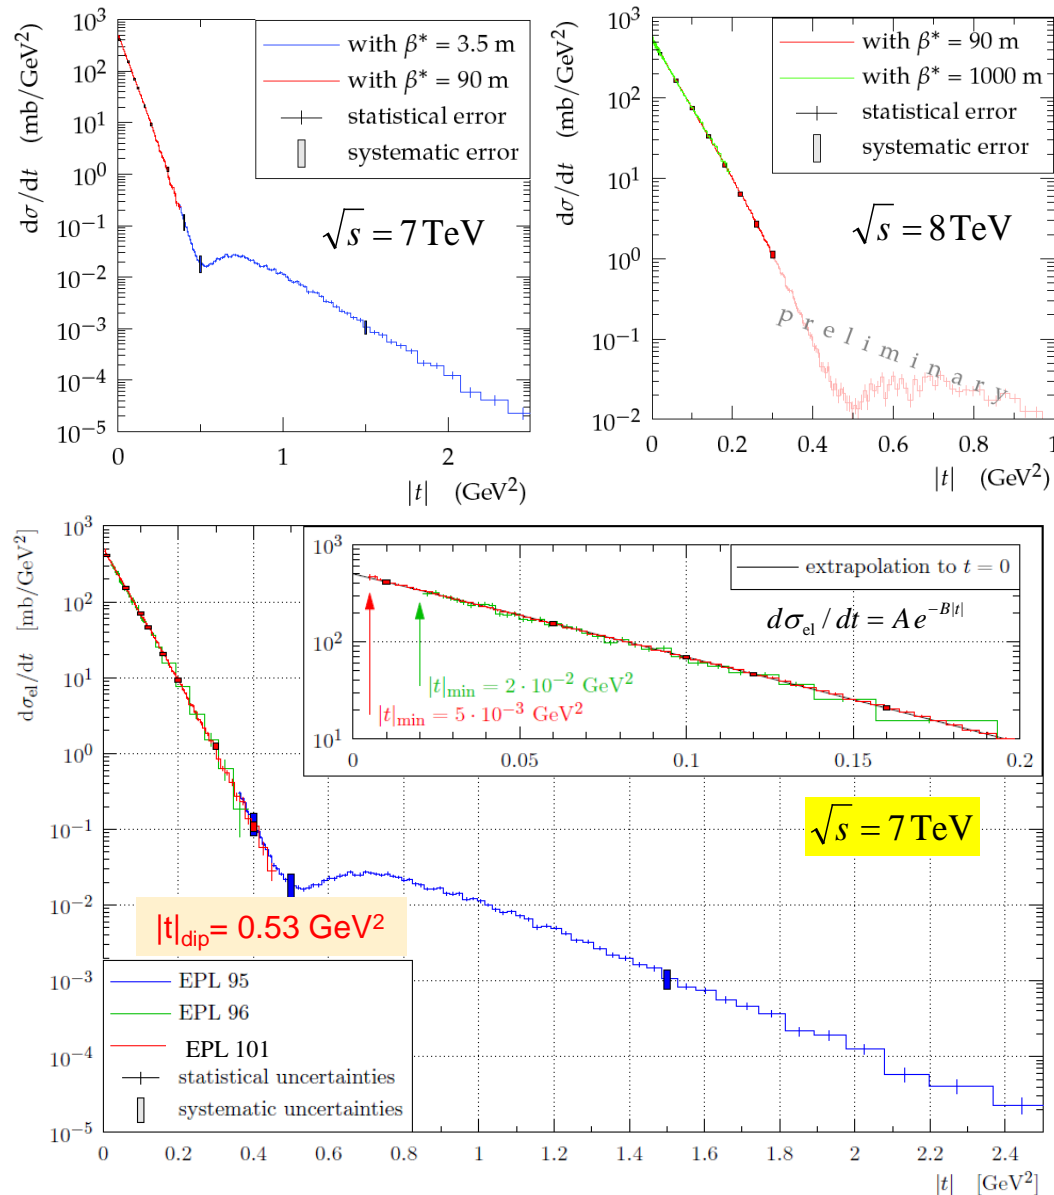 10³
10²
10¹
10⁰
10⁻¹
10⁻²
10⁻³
10⁻⁴
10⁻⁵
dσ/dt (mb/GeV²)
with β* = 3.5 m
with β* = 90 m
statistical error
systematic error
√s = 7 TeV
0 1 2
|t| (GeV²)
10³
10²
10¹
10⁰
10⁻¹
10⁻²
dσ/dt (mb/GeV²)
with β* = 90 m
with β* = 1000 m
statistical error
systematic error
√s = 8 TeV
preliminary
0 0.2 0.4 0.6 0.8 1
|t| (GeV²)
10³
10²
10
1
10⁻¹
10⁻²
10⁻³
10⁻⁴
10⁻⁵
dσel/dt [mb/GeV²]
10³
10²
10
extrapolation to t = 0
dσel / dt = A e^−B|t|
|t|min = 2 · 10⁻² GeV²
|t|min = 5 · 10⁻³ GeV²
0 0.05 0.1 0.15 0.2
√s = 7 TeV
|t|dip= 0.53 GeV²
EPL 95
EPL 96
EPL 101
statistical uncertainties
systematic uncertainties
0 0.2 0.4 0.6 0.8 1 1.2 1.4 1.6 1.8 2 2.2 2.4
|t| [GeV²]